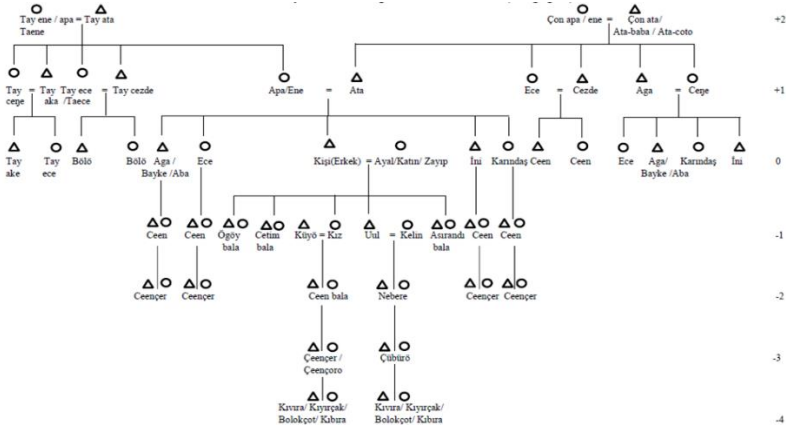 Tay ene / apa = Tay ata
Taene
Çon apa / ene = Çon ata/
Ata-baba / Ata-coto
+2
Tay = Tay Tay ece = Tay cezde
ceŋe aka /Taece
Apa/Ene = Ata
Ece = Cezde
Aga = Ceŋe
+1
Tay Tay Bölö Bölö Aga / Ece
ake ece Bayke /Aba
Kişi(Erkek) = Ayal/Katın/ Zayıp
İni Karındaş Ceen Ceen
Ece Aga/ Karındaş İni
Bayke /Aba
0
Ceen Ceen Ögöy Cetim Küyö = Kız Uul = Kelin Asırandı Ceen Ceen
bala bala bala
-1
Ceençer Ceençer Ceen bala Nebere Ceençer Ceençer
-2
Çeençer / Çübürö
Çeençoro
-3
Kıvıra/ Kıyırçak/ Kıvıra/ Kıyırçak/
Bolokçot/ Kıbıra Bolokçot/ Kıbıra
-4